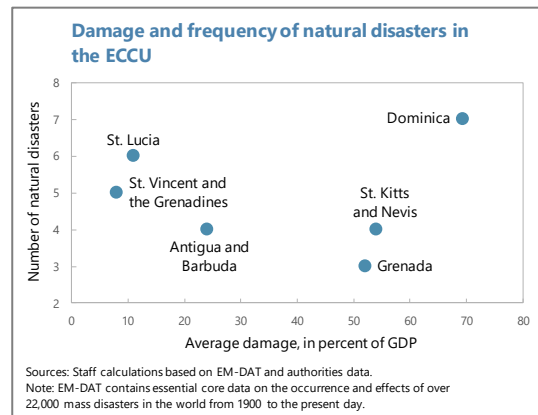 Damage and frequency of natural disasters in
the ECCU
Number of natural disasters
8
7
6
5
4
3
2
Dominica
St. Lucia
St. Vincent and
the Grenadines
St. Kitts
and Nevis
Antigua and
Barbuda
Grenada
0 10 20 30 40 50 60 70 80
Average damage, in percent of GDP
Sources: Staff calculations based on EM-DAT and authorities data.
Note: EM-DAT contains essential core data on the occurrence and effects of over
22,000 mass disasters in the world from 1900 to the present day.